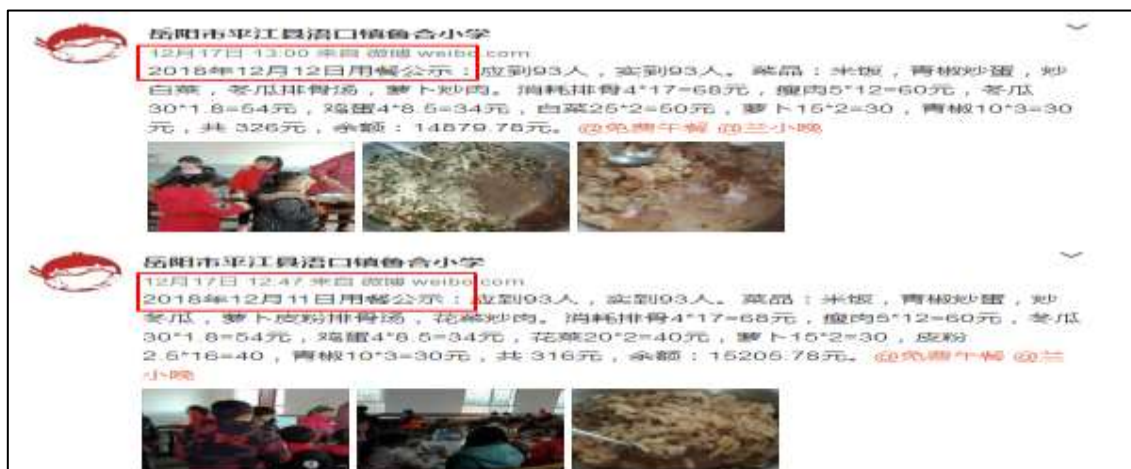 岳阳市平江县浯口镇鲁合小学
12月17日 13:00 来自 微博 weibo.com
2018年12月12日用餐公示：应到93人，实到93人。菜品：米饭，青椒炒蛋，炒
白菜，冬瓜排骨汤，萝卜炒肉。消耗排骨4*17=68元，瘦肉5*12=60元，冬瓜
30*1.8=54元，鸡蛋4*8.5=34元，白菜25*2=50元，萝卜15*2=30，青椒10*3=30
元，共 326元，余额：14879.78元。@免费午餐 @兰小晚
岳阳市平江县浯口镇鲁合小学
12月17日 12:47 来自 微博 weibo.com
2018年12月11日用餐公示：应到93人，实到93人。菜品：米饭，青椒炒蛋，炒
冬瓜，萝卜皮粉排骨汤，花菜炒肉。消耗排骨4*17=68元，瘦肉5*12=60元，冬瓜
30*1.8=54元，鸡蛋4*8.5=34元，花菜20*2=40元，萝卜15*2=30，皮粉
2.5*16=40，青椒10*3=30元，共 316元，余额：15205.78元。@免费午餐 @兰
小晚